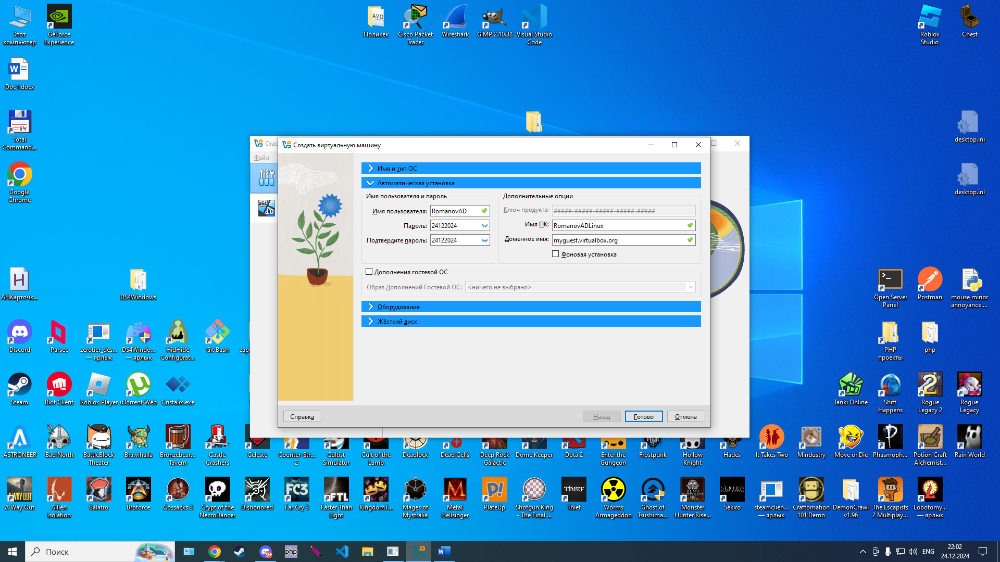 Этот
компьютер
GeForce
Experience
Поликек
Cisco Packet
Tracer
Wireshark
GIMP 2.10.38
Visual Studio
Code
Roblox
Studio
Chest
Doc1.docx
Total
Command...
desktop.ini
Google
Chrome
desktop.ini
Создать виртуальную машину
Файл
Имя и тип ОС
Автоматическая установка
Имя пользователя и пароль
Имя пользователя: RomanovAD
Пароль: 24122024
Подтвердите пароль: 24122024
Дополнительные опции
Ключ продукта: #####-#####-#####-#####-#####
Имя ПК: RomanovADLinux
Доменное имя: myguest.virtualbox.org
Фоновая установка
Дополнения гостевой ОС
Образ Дополнений Гостевой ОС: <ничего не выбрано>
Оборудование
Жёсткий диск
Справка
Назад
Готово
Отмена
АНКарточк...
DS4Windows
Open Server
Panel
Postman
mouse minor
annoyance....
Discord
Parsec
zerotier_des...
— ярлык
DS4Windo...
— ярлык
HidHide
Configurat...
Git Bash
PHP
проекты
php
Steam
Riot Client
Roblox Player
uTorrent Web
Cristalix.exe
Tanki Online
Shift
Happens
Rogue
Legacy 2
Rogue
Legacy
ASTRONEER
Bad North
BattleBlock
Theater
Brawlhalla
Bronzebear...
Tavern
Castle
Crashers
Celeste
Counter-Str...
2
Cultist
Simulator
Cult of the
Lamb
Deadlock
Dead Cells
Deep Rock
Galactic
Dome Keeper
Dota 2
Enter the
Gungeon
Frostpunk
Hollow
Knight
Hades
It Takes Two
Mindustry
Move or Die
Phasmoph...
Potion Craft
Alchemist...
Rain World
A Way Out
Allien
Isolation
Balatro
Broforce
Cossacks 3
Crypt of the
NecroDancer
Dishonored
Far Cry 3
Faster Than
Light
KingdomT...
Mages of
Mystralia
Metal
Hellsinger
PlateUp
Shotgun King
- The Final ...
Thief
Worms
Armageddon
Ghost of
Tsushima...
Monster
Hunter Rise...
Sekiro
steamclien...
— ярлык
Craftomation
101 Demo
DemonCrawl
v1.96
The Escapists
2 Multiplay...
Lobotomy...
— ярлык
Поиск
ENG
22:02
24.12.2024